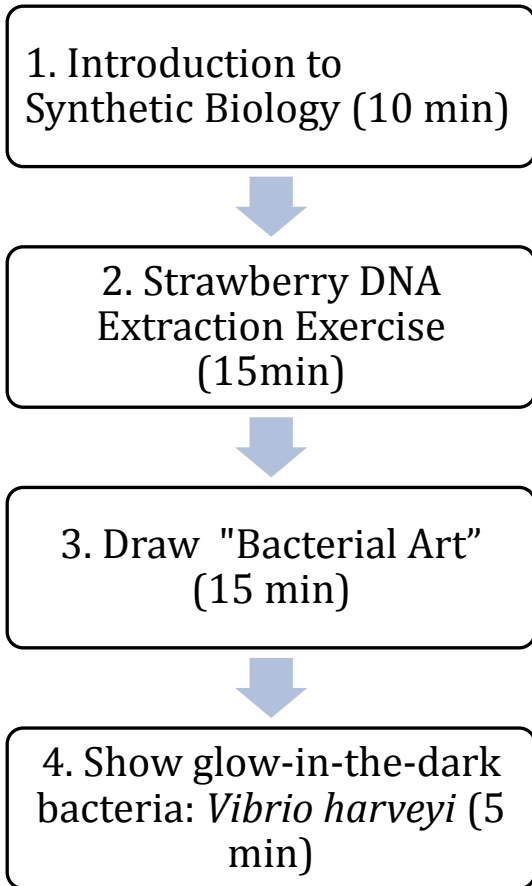 1. Introduction to
Synthetic Biology (10 min)
2. Strawberry DNA
Extraction Exercise
(15min)
3. Draw  "Bacterial Art”
(15 min)
4. Show glow-in-the-dark
bacteria: Vibrio harveyi (5
min)